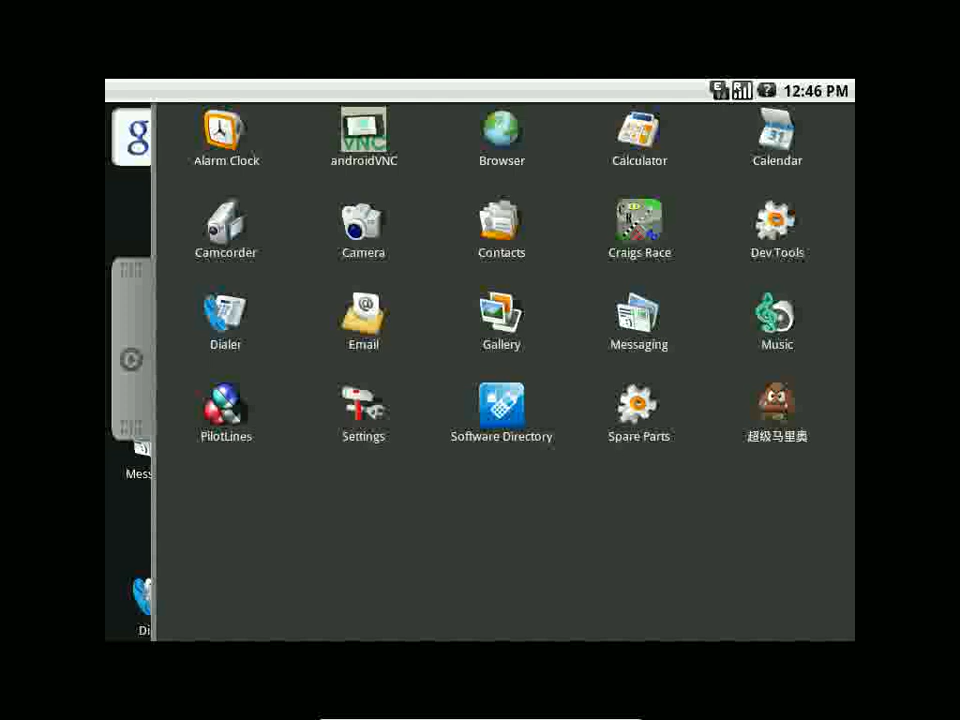 12:46 PM
g
Alarm Clock
androidVNC
Browser
Calculator
Calendar
Camcorder
Camera
Contacts
Craigs Race
Dev Tools
Dialer
Email
Gallery
Messaging
Music
PilotLines
Settings
Software Directory
Spare Parts
超级马里奥
Mess
Di
VNC
31